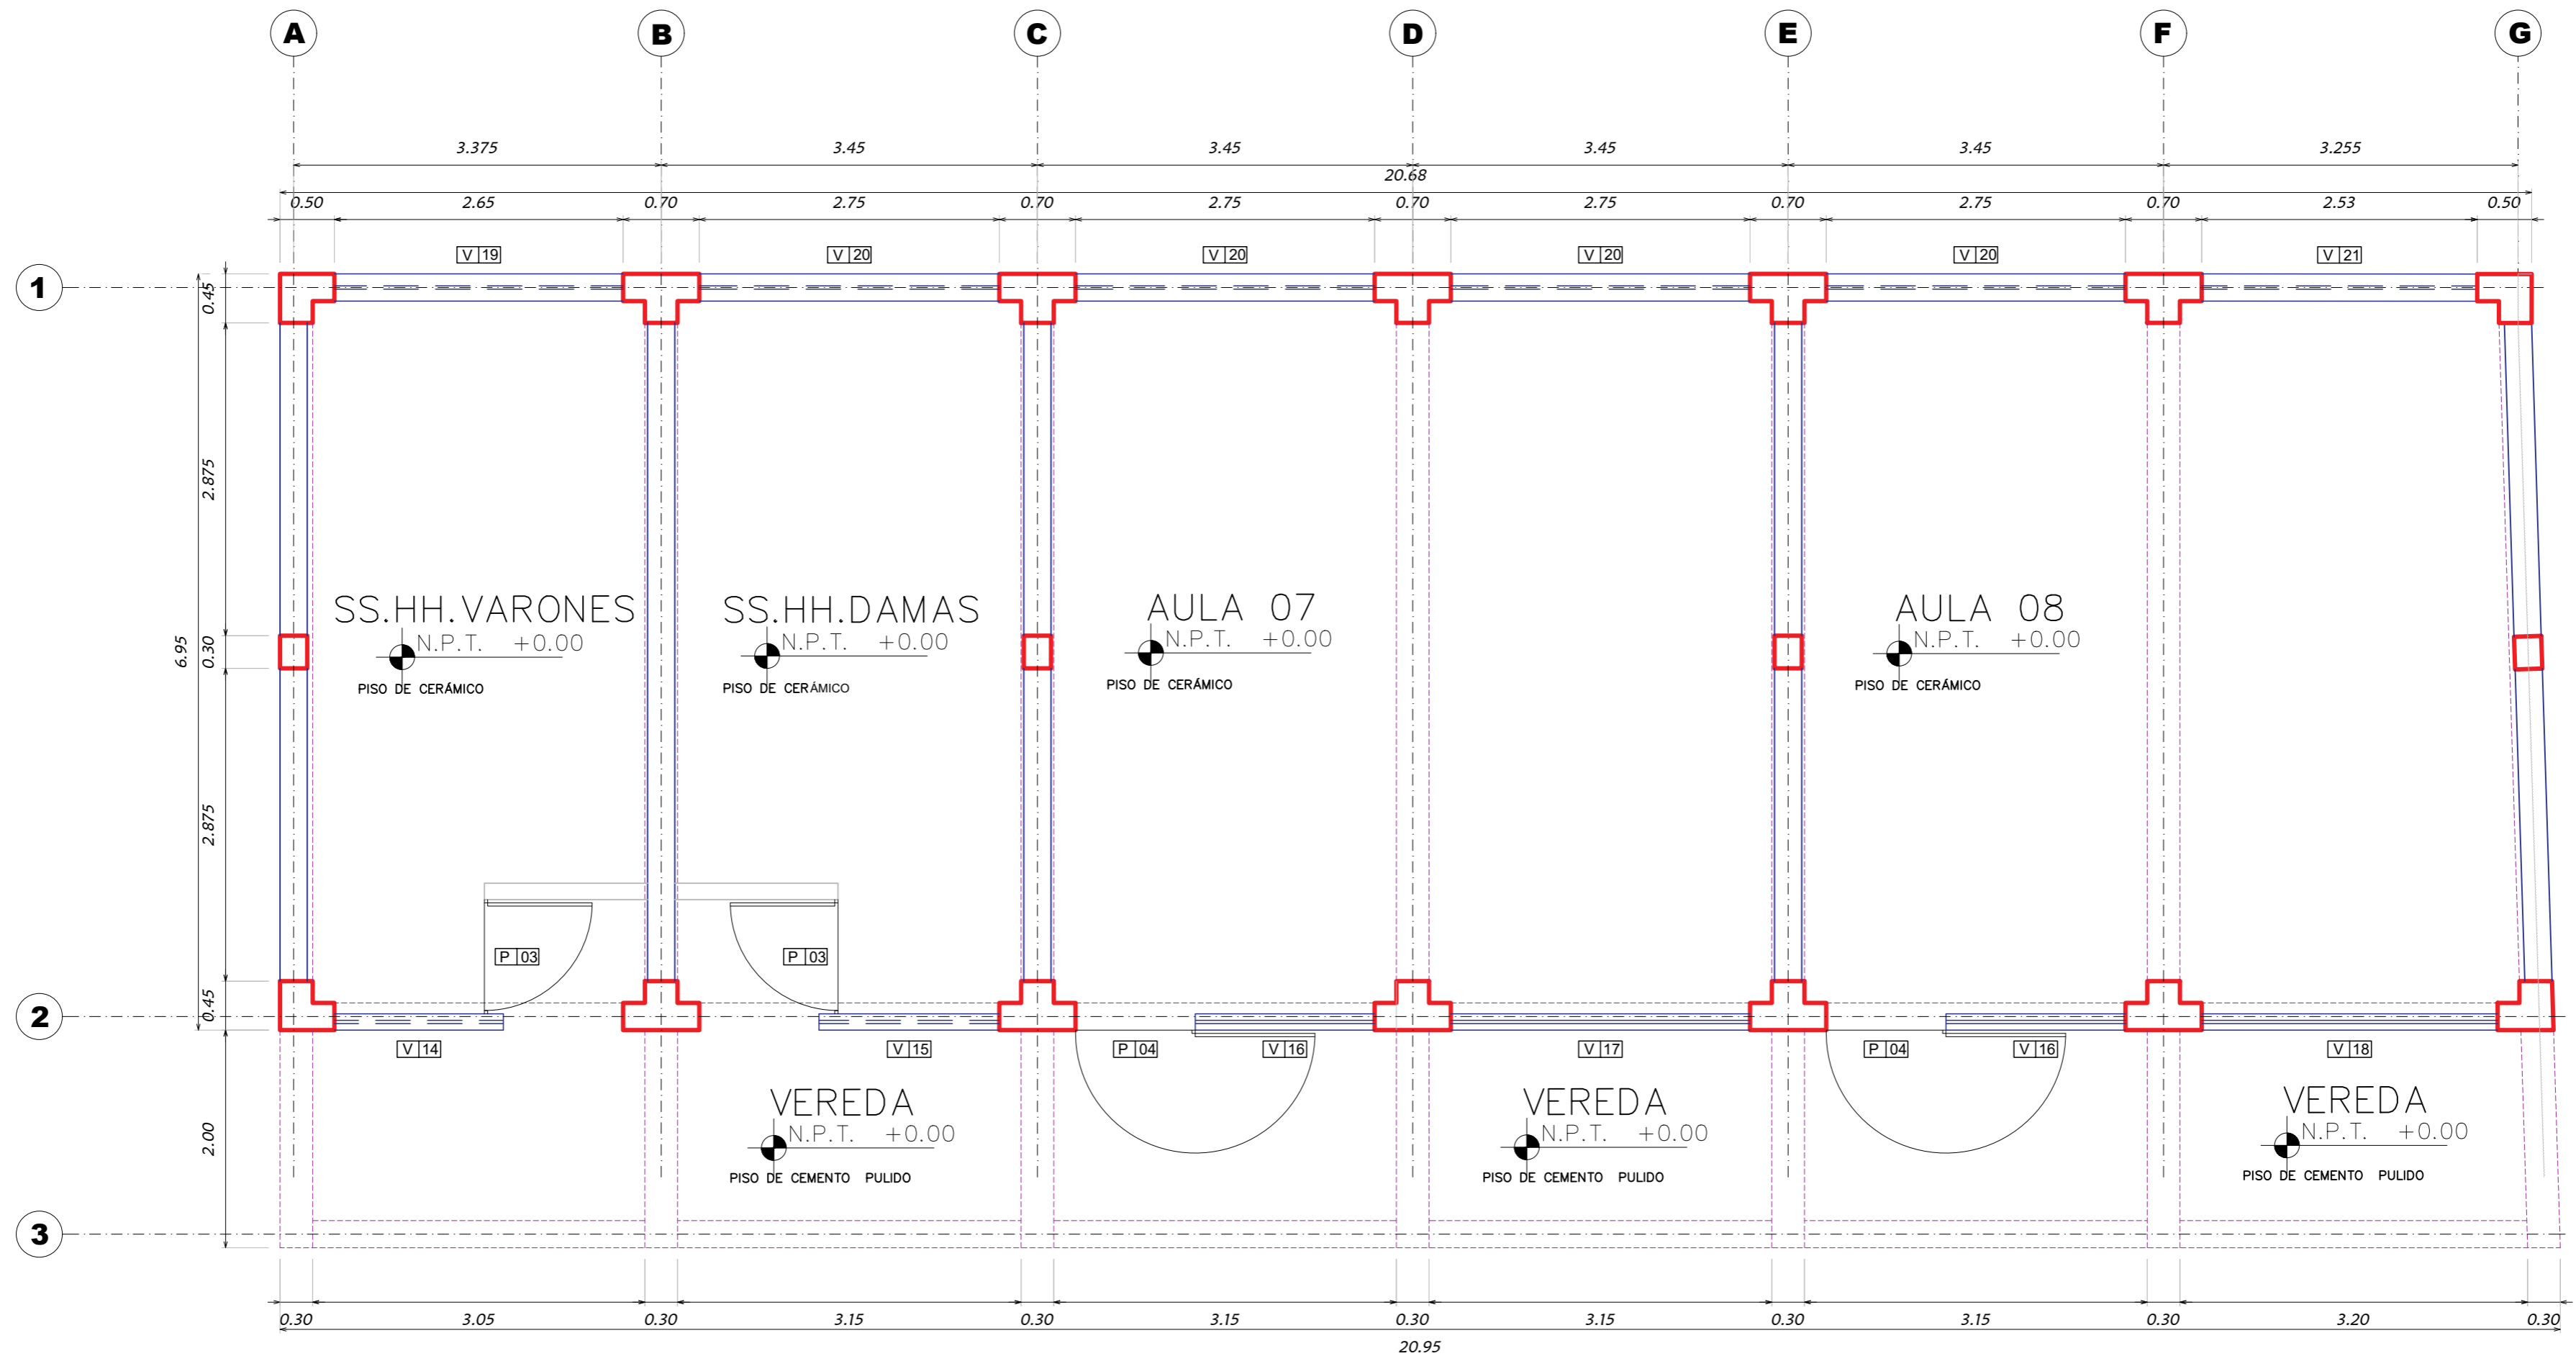 A B C D E F G
3.375 3.45 3.45 3.45 3.45 3.255
20.68
0.50 2.65 0.70 2.75 0.70 2.75 0.70 2.75 0.70 2.75 0.70 2.53 0.50
V 19 V 20 V 20 V 20 V 20 V 21
1
0.45
2.875
SS.HH.VARONES SS.HH.DAMAS AULA 07 AULA 08
N.P.T. +0.00 N.P.T. +0.00 N.P.T. +0.00 N.P.T. +0.00
6.95 0.30
PISO DE CERÁMICO PISO DE CERÁMICO PISO DE CERÁMICO PISO DE CERÁMICO
2.875
P 03 P 03
0.45
2
V 14 V 15 P 04 V 16 V 17 P 04 V 16 V 18
VEREDA VEREDA VEREDA
2.00
N.P.T. +0.00 N.P.T. +0.00 N.P.T. +0.00
PISO DE CEMENTO PULIDO PISO DE CEMENTO PULIDO PISO DE CEMENTO PULIDO
3
0.30 3.05 0.30 3.15 0.30 3.15 0.30 3.15 0.30 3.15 0.30 3.20 0.30
20.95